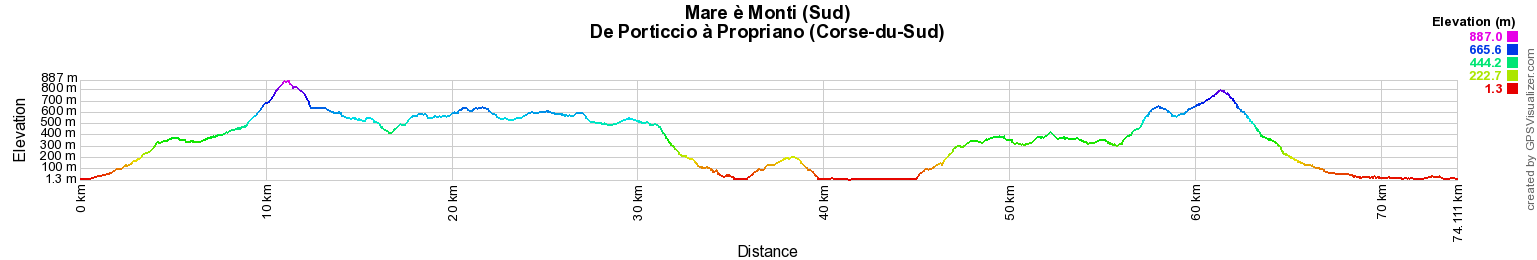 Mare è Monti (Sud)
De Porticcio à Propriano (Corse-du-Sud)
Elevation (m)
887.0
665.6
444.2
222.7
1.3
887 m
800 m
700 m
600 m
500 m
400 m
300 m
200 m
100 m
1.3 m
Elevation
0 km
10 km
20 km
30 km
40 km
50 km
60 km
70 km
74.111 km
Distance
created by GPSVisualizer.com